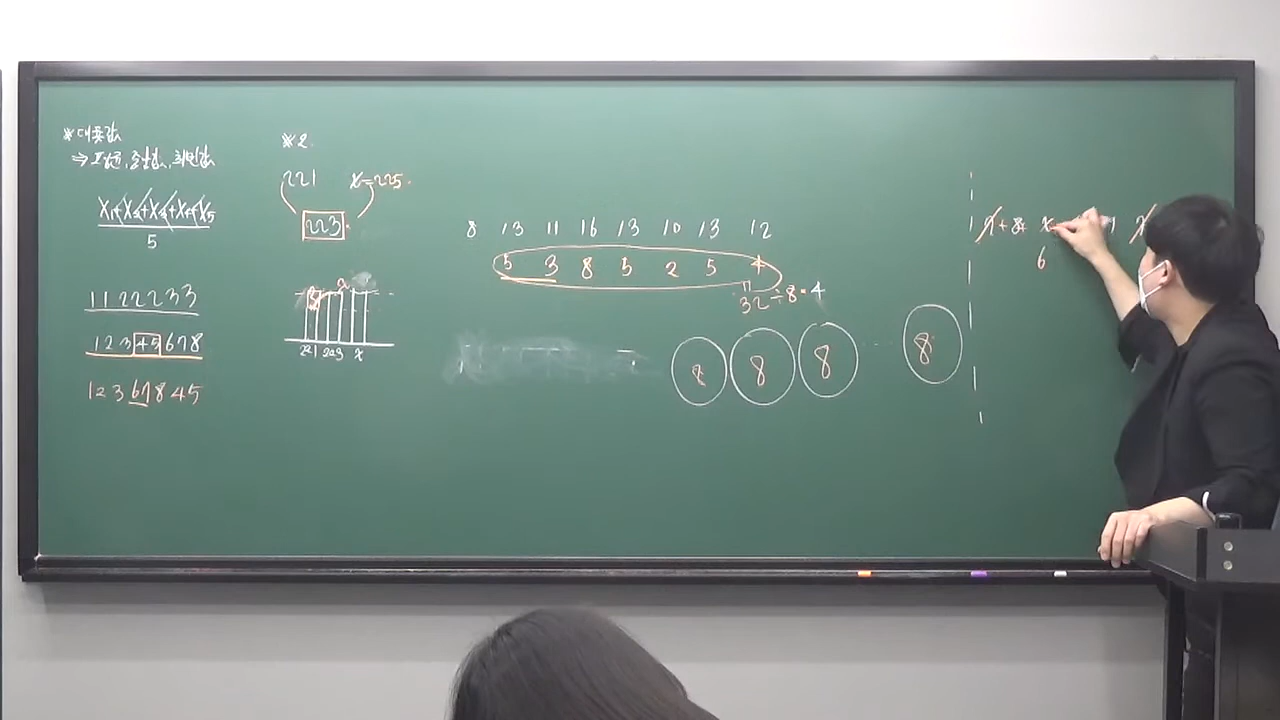 ※ 대푯값
⇒ 평균, 중앙값, 최빈값
X₁+X₂+X₃+X₄+X₅
5
1 1 2 2 2 3 3
1 2 3 4 5 6 7 8
1 2 3 6 7 8 4 5
※ 2.
221 x=225.
223
221 223 x
8 13 11 16 13 10 13 12
5 3 8 5 2 5 4
32÷8=4
8 8 8 8
7+8+ x
6